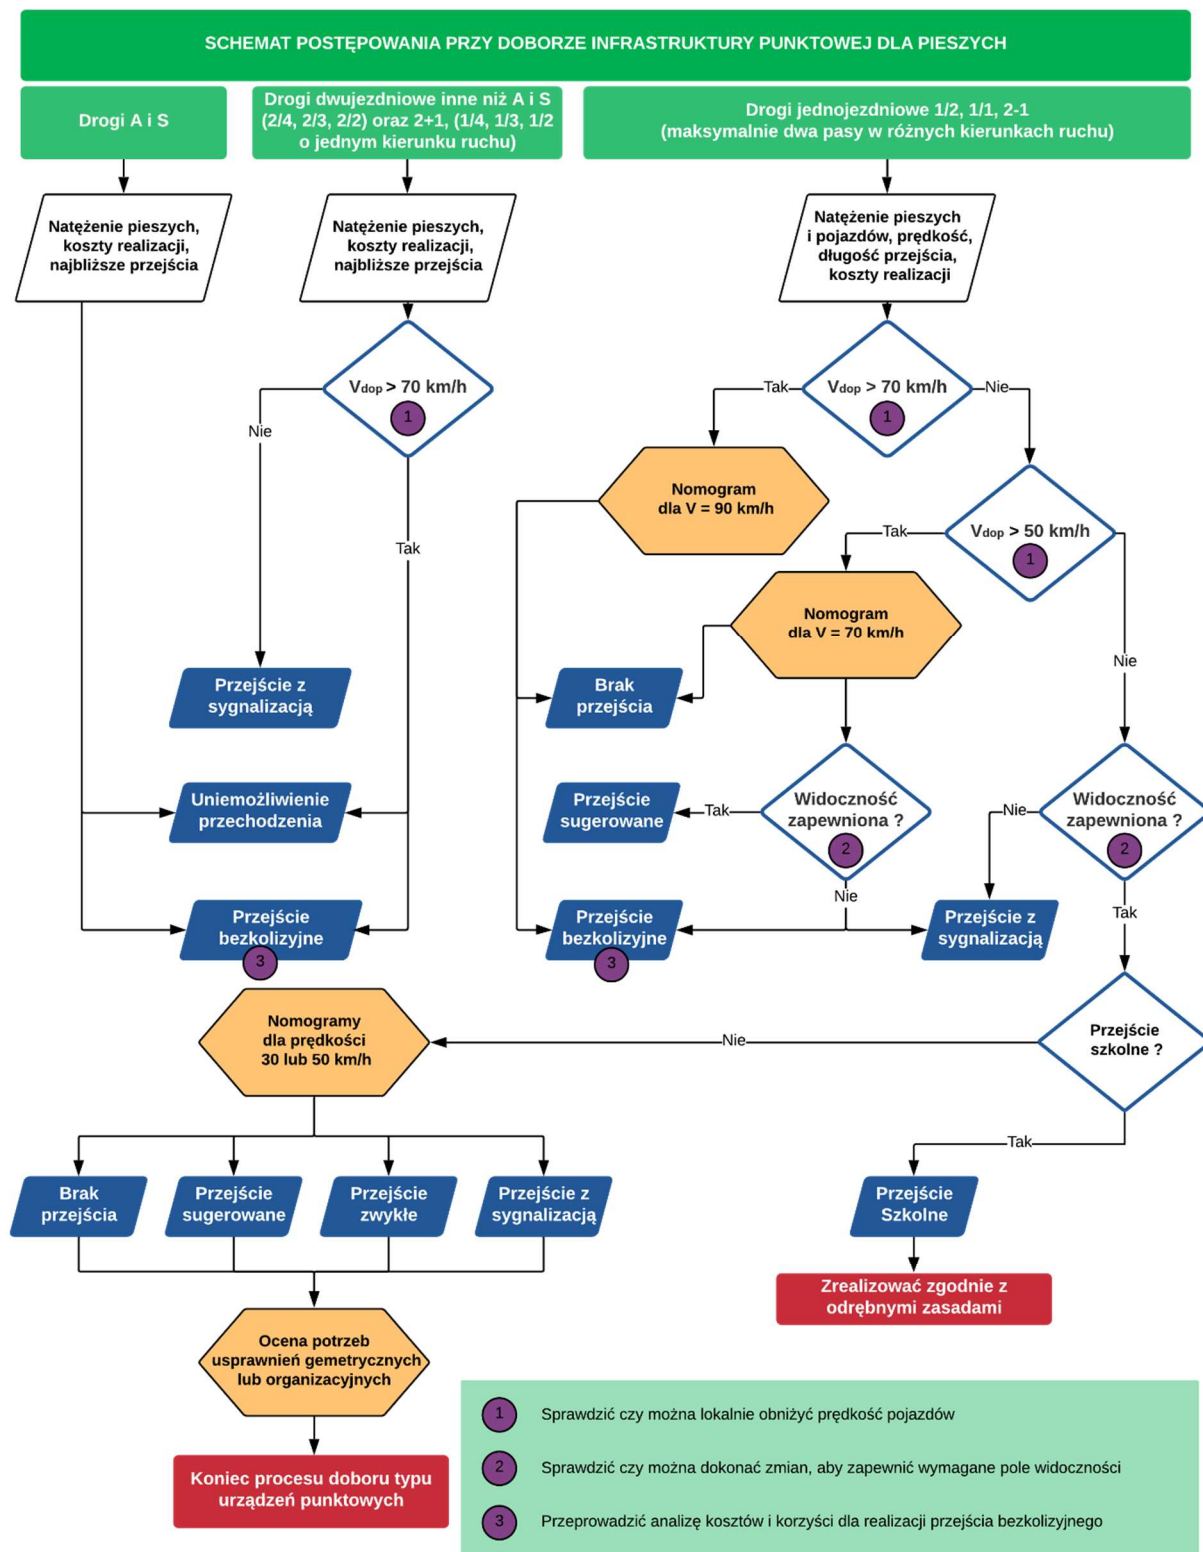 SCHEMAT POSTĘPOWANIA PRZY DOBORZE INFRASTRUKTURY PUNKTOWEJ DLA PIESZYCH
Drogi A i S
Drogi dwujezdniowe inne niż A i S
(2/4, 2/3, 2/2) oraz 2+1, (1/4, 1/3, 1/2
o jednym kierunku ruchu)
Drogi jednojezdniowe 1/2, 1/1, 2-1
(maksymalnie dwa pasy w różnych kierunkach ruchu)
Natężenie pieszych,
koszty realizacji,
najbliższe przejścia
Natężenie pieszych,
koszty realizacji,
najbliższe przejścia
Natężenie pieszych
i pojazdów, prędkość,
długość przejścia,
koszty realizacji
Vdop > 70 km/h
1
Nie
Tak
Vdop > 70 km/h
1
Tak
Nie
Nomogram
dla V = 90 km/h
Vdop > 50 km/h
1
Tak
Nie
Nomogram
dla V = 70 km/h
Przejście z
sygnalizacją
Brak
przejścia
Uniemożliwienie
przechodzenia
Przejście
sugerowane
Tak
Widoczność
zapewniona ?
2
Nie
Nie
Widoczność
zapewniona ?
2
Tak
Przejście
bezkolizyjne
3
Przejście
bezkolizyjne
3
Przejście z
sygnalizacją
Nomogramy
dla prędkości
30 lub 50 km/h
Nie
Przejście
szkolne ?
Tak
Brak
przejścia
Przejście
sugerowane
Przejście
zwykłe
Przejście z
sygnalizacją
Przejście
Szkolne
Zrealizować zgodnie z
odrębnymi zasadami
Ocena potrzeb
usprawnień gemetrycznych
lub organizacyjnych
Koniec procesu doboru typu
urządzeń punktowych
1 Sprawdzić czy można lokalnie obniżyć prędkość pojazdów
2 Sprawdzić czy można dokonać zmian, aby zapewnić wymagane pole widoczności
3 Przeprowadzić analizę kosztów i korzyści dla realizacji przejścia bezkolizyjnego